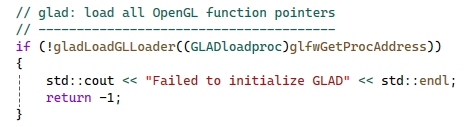 // glad: load all OpenGL function pointers
// ---------------------------------------
if (!gladLoadGLLoader((GLADloadproc)glfwGetProcAddress))
{
    std::cout << "Failed to initialize GLAD" << std::endl;
    return -1;
}